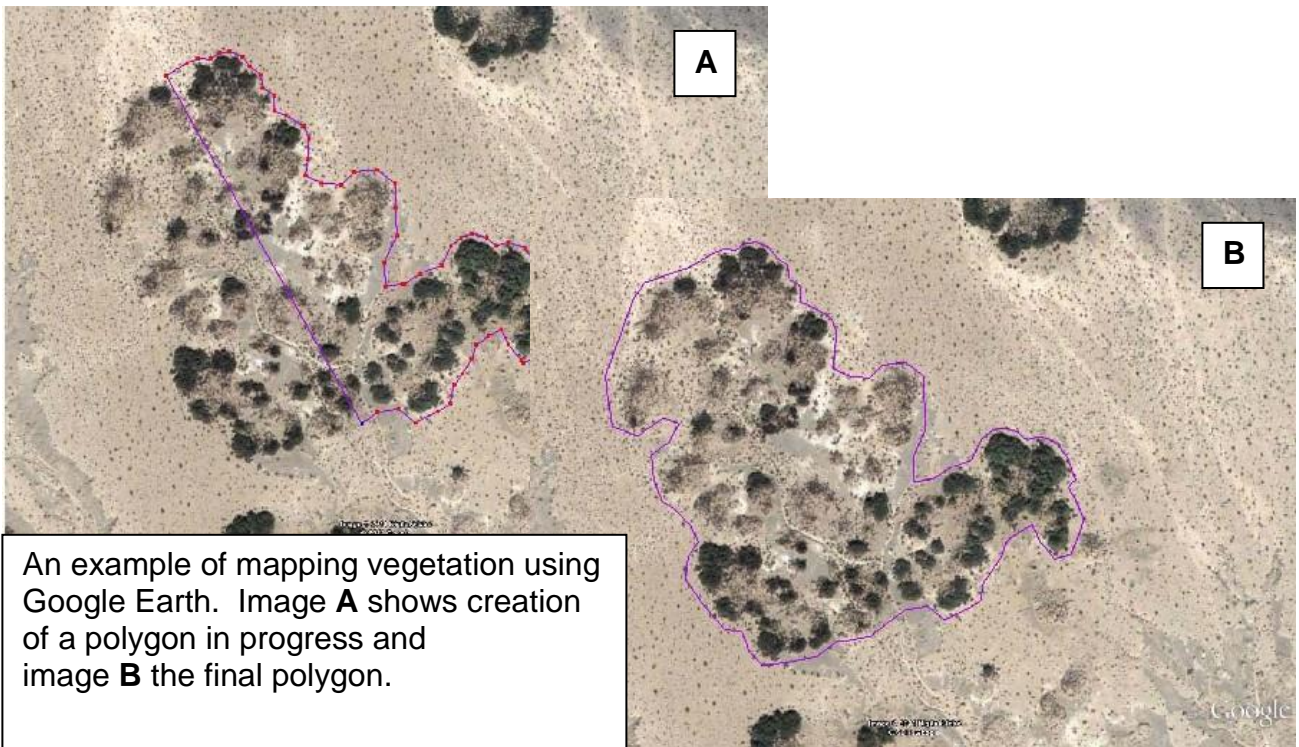 A
B
An example of mapping vegetation using
Google Earth. Image A shows creation
of a polygon in progress and
image B the final polygon.
Google